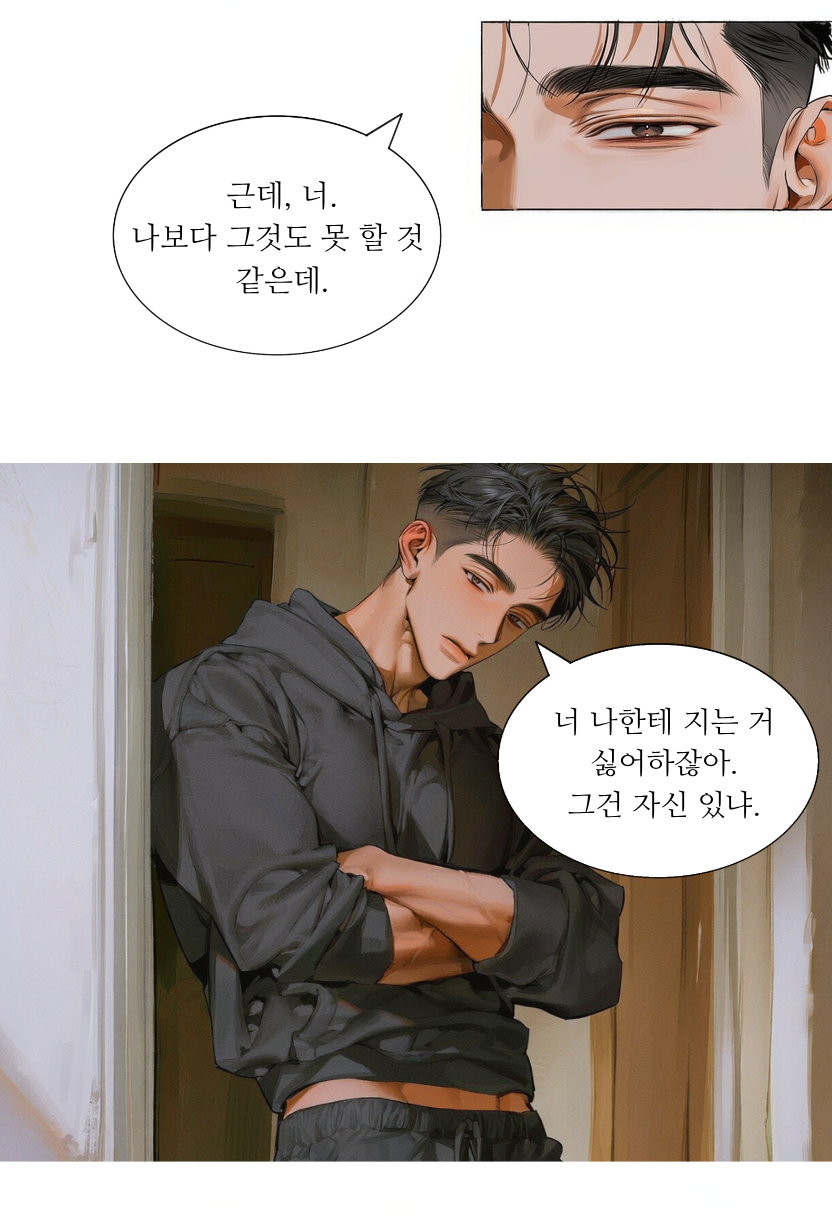 근데, 너.
나보다 그것도 못 할 것
같은데.
너 나한테 지는 거
싫어하잖아.
그건 자신 있냐.